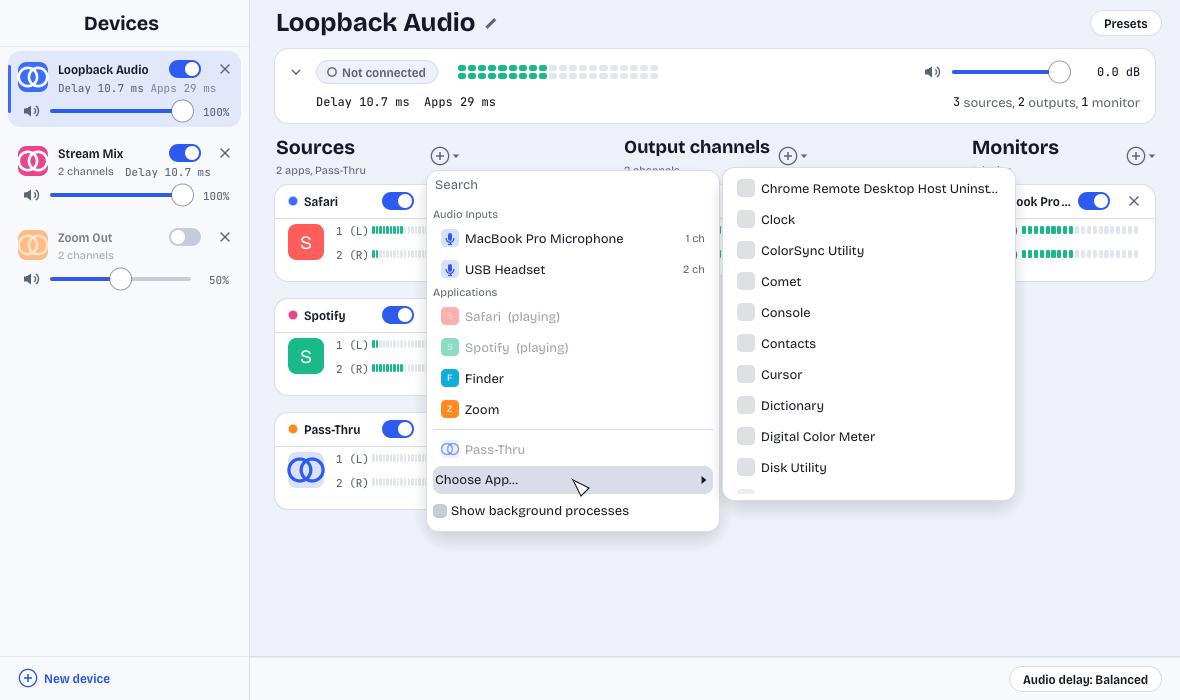 Devices
Loopback Audio
Delay 10.7 ms Apps 29 ms
100%
Stream Mix
2 channels Delay 10.7 ms
100%
Zoom Out
2 channels
50%
New device
Loopback Audio
Presets
Not connected
0.0 dB
Delay 10.7 ms Apps 29 ms
3 sources, 2 outputs, 1 monitor
Sources
2 apps, Pass-Thru
Output channels
Monitors
Safari
S
1 (L)
2 (R)
Spotify
S
1 (L)
2 (R)
Pass-Thru
1 (L)
2 (R)
Search
Audio Inputs
MacBook Pro Microphone 1 ch
USB Headset 2 ch
Applications
S Safari (playing)
S Spotify (playing)
F Finder
Z Zoom
Pass-Thru
Choose App...
Show background processes
Chrome Remote Desktop Host Uninst...
Clock
ColorSync Utility
Comet
Console
Contacts
Cursor
Dictionary
Digital Color Meter
Disk Utility
ook Pro...
Audio delay: Balanced